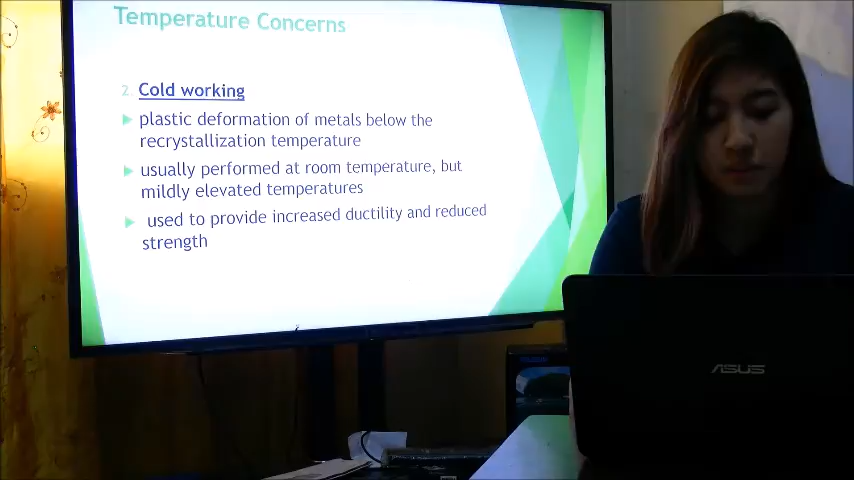 Temperature Concerns
2. Cold working
plastic deformation of metals below the
recrystallization temperature
usually performed at room temperature, but
mildly elevated temperatures
used to provide increased ductility and reduced
strength
ASUS